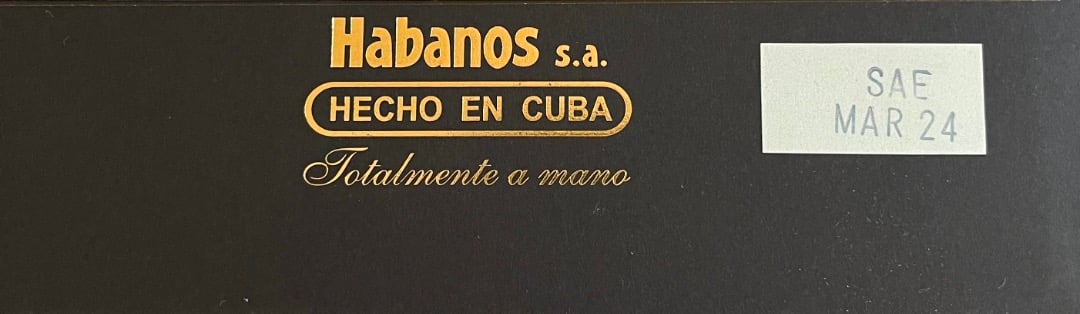 Habanos s.a.
HECHO EN CUBA
Totalmente a mano
SAE
MAR 24